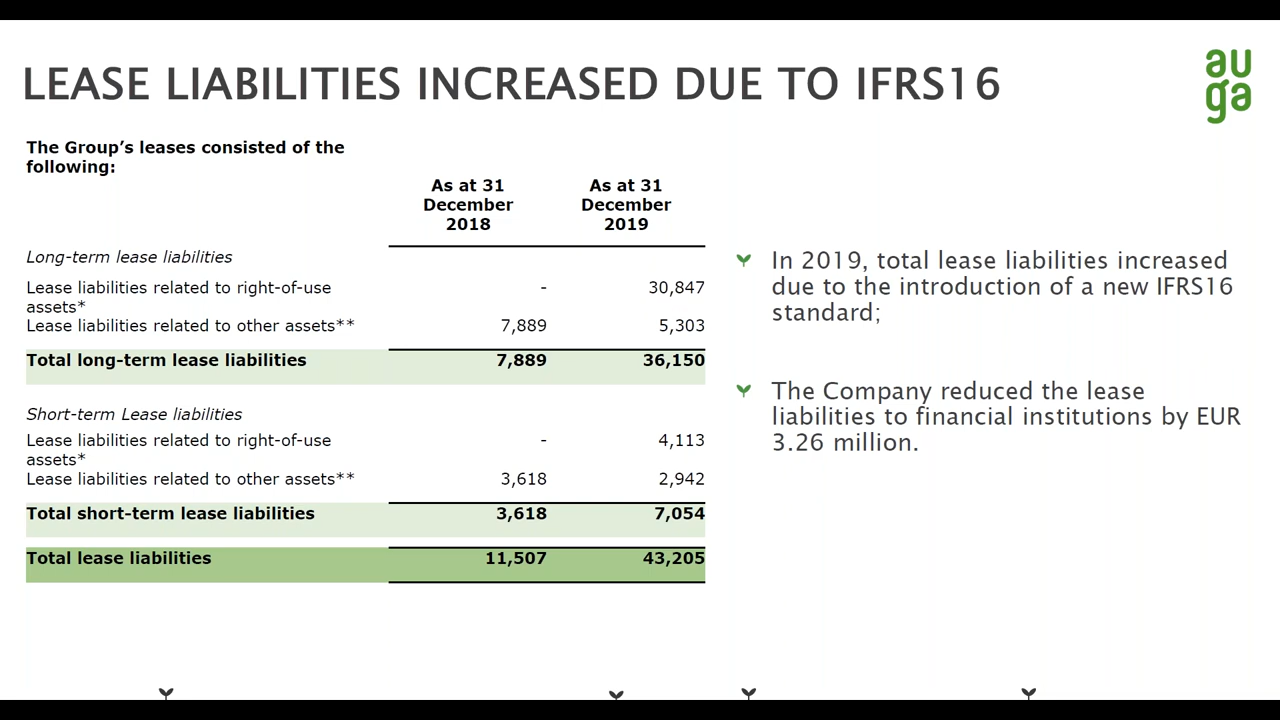 LEASE LIABILITIES INCREASED DUE TO IFRS16
au
ga
The Group’s leases consisted of the
following:
As at 31 As at 31
December December
2018 2019
Long-term lease liabilities
Lease liabilities related to right-of-use - 30,847
assets*
Lease liabilities related to other assets** 7,889 5,303
Total long-term lease liabilities 7,889 36,150
Short-term Lease liabilities
Lease liabilities related to right-of-use - 4,113
assets*
Lease liabilities related to other assets** 3,618 2,942
Total short-term lease liabilities 3,618 7,054
Total lease liabilities 11,507 43,205
In 2019, total lease liabilities increased
due to the introduction of a new IFRS16
standard;
The Company reduced the lease
liabilities to financial institutions by EUR
3.26 million.